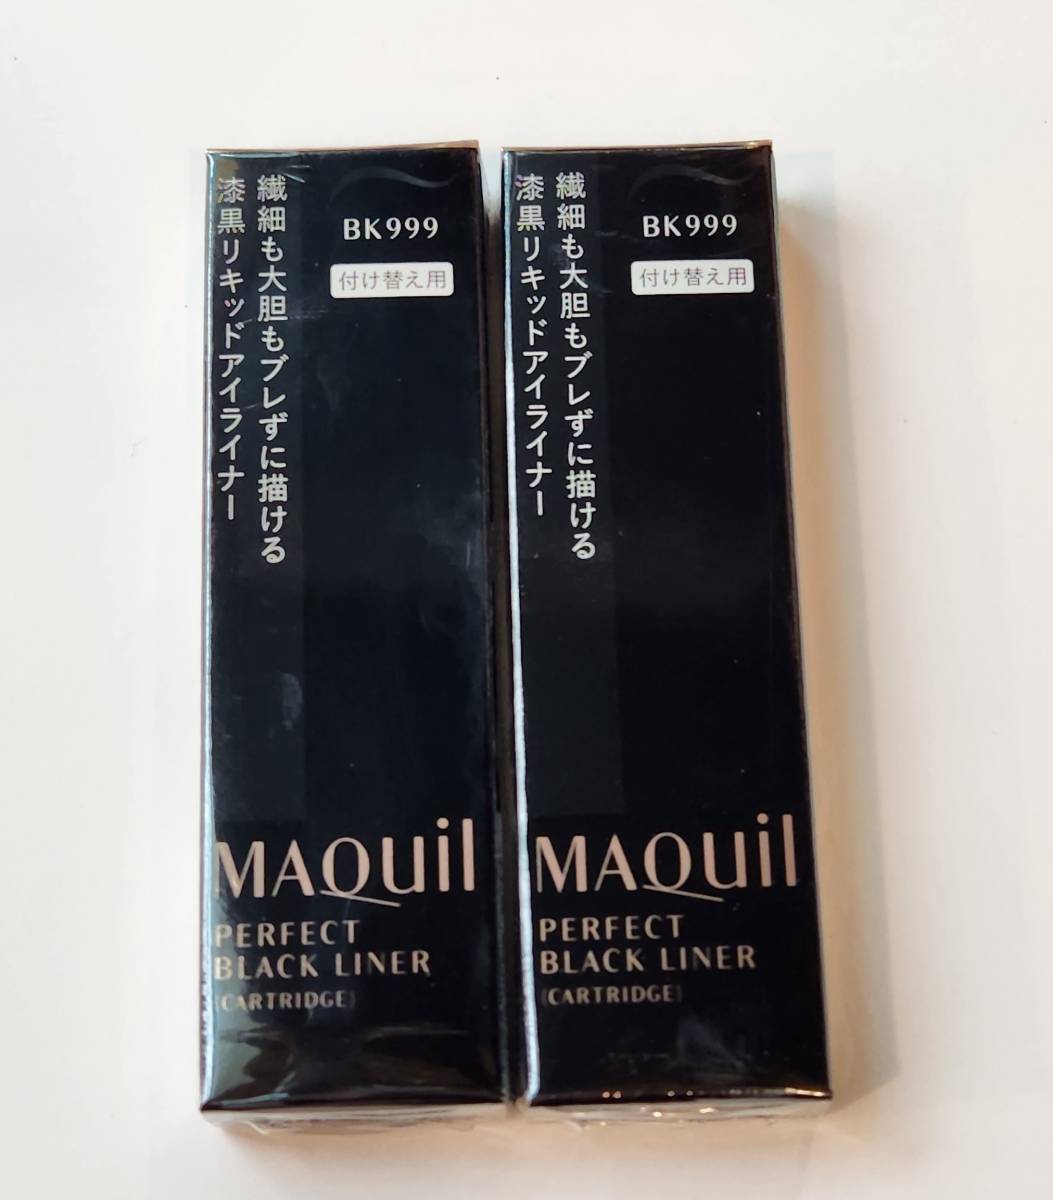 繊細も大胆もブレずに描ける
漆黒リキッドアイライナー
BK999
付け替え用
MAQuil
PERFECT
BLACK LINER
(CARTRIDGE)
繊細も大胆もブレずに描ける
漆黒リキッドアイライナー
BK999
付け替え用
MAQuil
PERFECT
BLACK LINER
(CARTRIDGE)